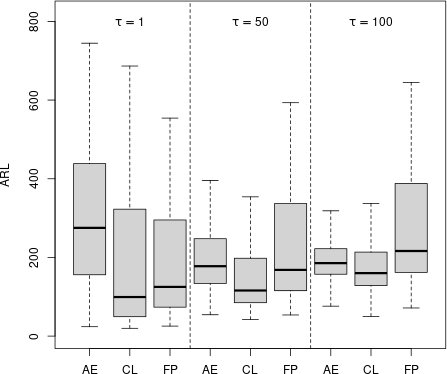 τ = 1 τ = 50 τ = 100
800
600
400
200
0
ARL
AE CL FP AE CL FP AE CL FP